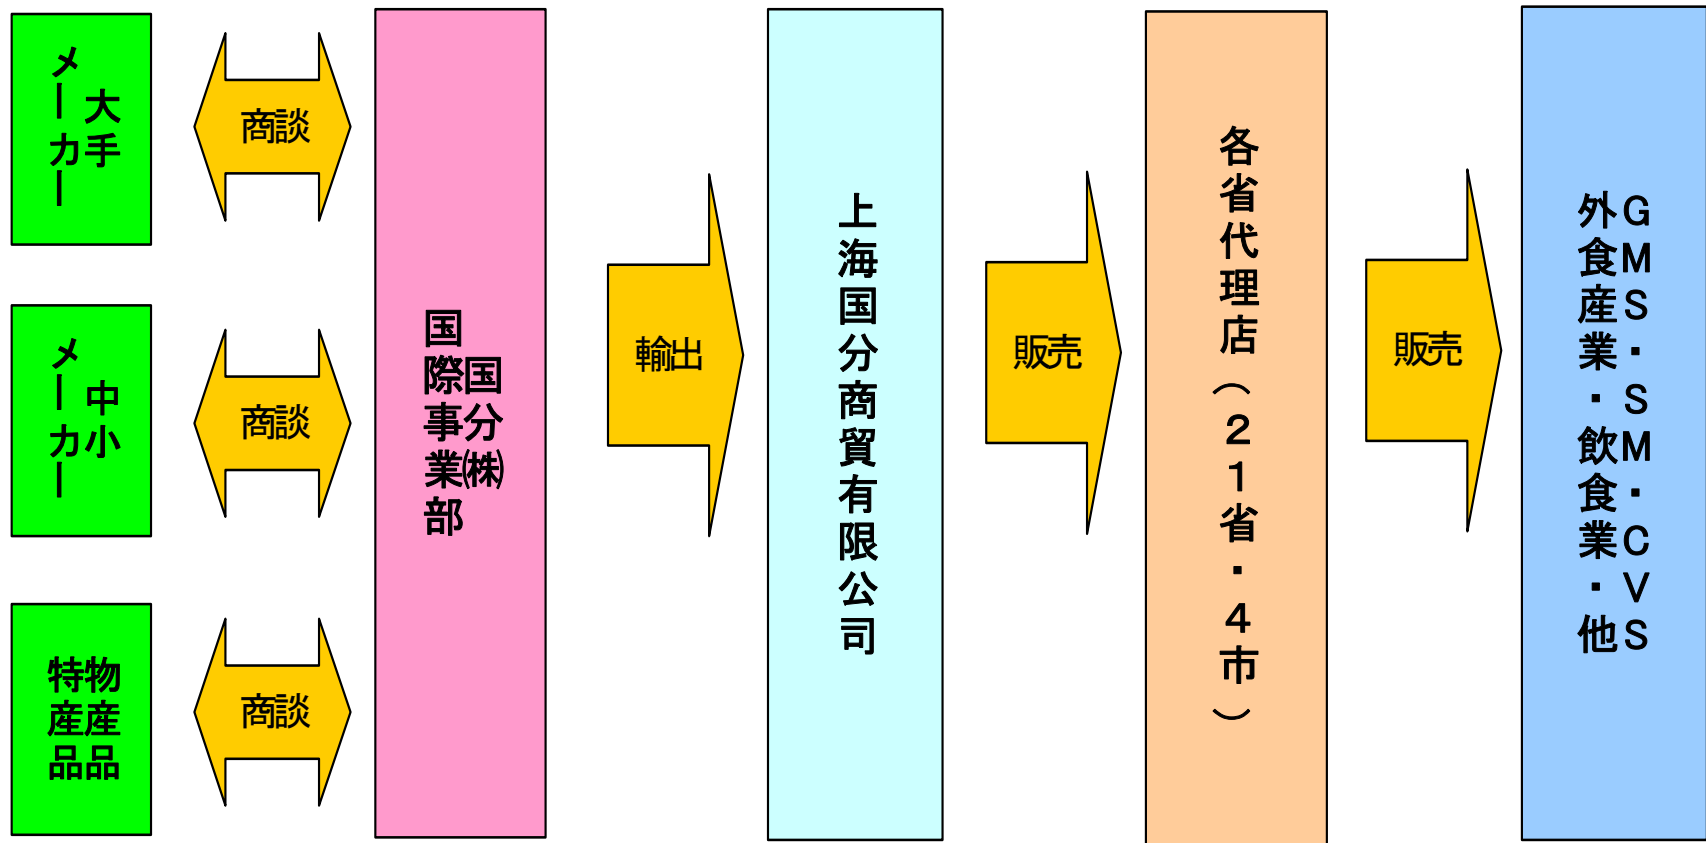 大手
メーカー
商談
中小
メーカー
商談
物産品
特産品
商談
国分㈱
国際事業部
輸出
上海国分商貿有限公司
販売
各省代理店（２１省・４市）
販売
ＧＭＳ・ＳＭ・ＣＶＳ
外食産業・飲食業・他